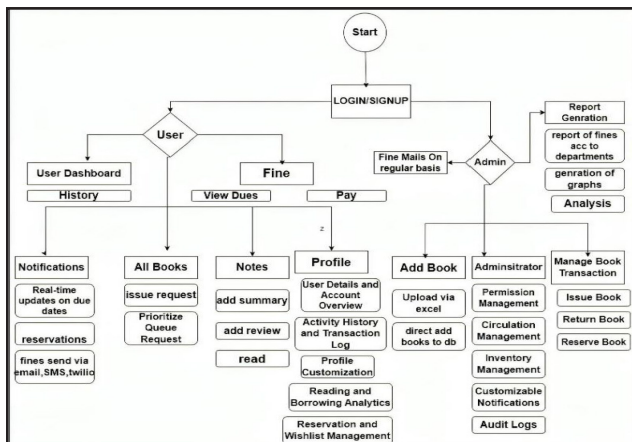 Start
LOGIN/SIGNUP
User
Admin
Report
Genration
report of fines
acc to
departments
genration of
graphs
Analysis
Fine Mails On
regular basis
User Dashboard
History
Fine
View Dues
Pay
z
Notifications
Real-time
updates on due
dates
reservations
fines send via
email,SMS,twilio
All Books
issue request
Prioritize
Queue
Request
Notes
add summary
add review
read
Profile
User Details and
Account
Overview
Activity History
and Transaction
Log
Profile
Customization
Reading and
Borrowing Analytics
Reservation and
Wishlist Management
Add Book
Upload via
excel
direct add
books to db
Adminsitrator
Permission
Management
Circulation
Management
Inventory
Management
Customizable
Notifications
Audit Logs
Manage Book
Transaction
Issue Book
Return Book
Reserve Book